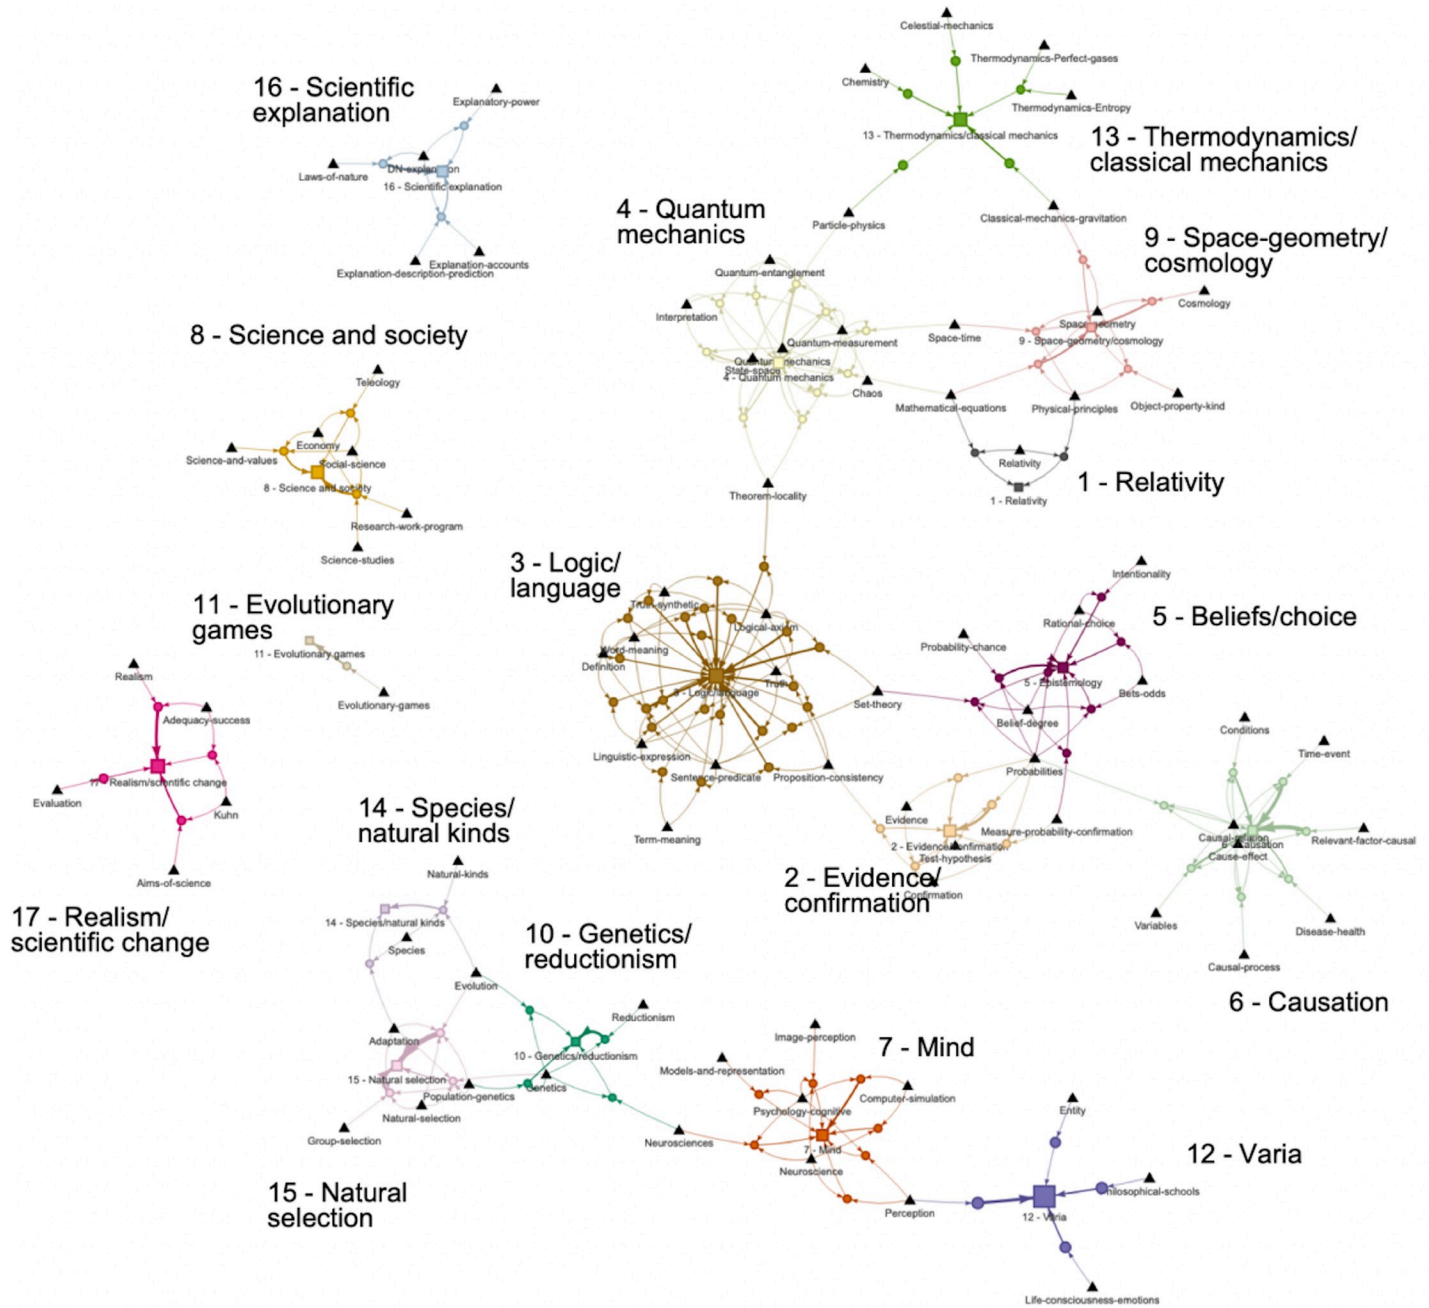 Celestial-mechanics
Thermodynamics-Perfect-gases
Chemistry
Thermodynamics-Entropy
13 - Thermodynamics/classical mechanics
13 - Thermodynamics/
classical mechanics
Particle-physics
Classical-mechanics-gravitation
16 - Scientific
explanation
Explanatory-power
Laws-of-nature
DN-explanation
16 - Scientific explanation
Explanation-accounts
Explanation-description-prediction
4 - Quantum
mechanics
Quantum-entanglement
Interpretation
Quantum-measurement
Quantum-mechanics
State-space
4 - Quantum mechanics
Chaos
Theorem-locality
9 - Space-geometry/
cosmology
Cosmology
Space-geometry
Space-time
9 - Space-geometry/cosmology
Mathematical-equations
Physical-principles
Object-property-kind
Relativity
1 - Relativity
1 - Relativity
8 - Science and society
Teleology
Economy
Science-and-values
Social-science
8 - Science and society
Research-work-program
Science-studies
11 - Evolutionary
games
11 - Evolutionary games
Evolutionary-games
3 - Logic/
language
Truth-synthetic
Logical-axiom
Word-meaning
Definition
Truth
3 - Logic/language
Set-theory
Linguistic-expression
Sentence-predicate
Proposition-consistency
Term-meaning
Intentionality
5 - Beliefs/choice
Rational-choice
Probability-chance
5 - Epistemology
Bets-odds
Belief-degree
Probabilities
Realism
Adequacy-success
17 - Realism/scientific change
Evaluation
Kuhn
Aims-of-science
17 - Realism/
scientific change
Evidence
Measure-probability-confirmation
2 - Evidence/confirmation
Test-hypothesis
Confirmation
2 - Evidence/
confirmation
Conditions
Time-event
Causal-relation
Relevant-factor-causal
6 - Causation
Cause-effect
Variables
Disease-health
Causal-process
6 - Causation
14 - Species/
natural kinds
Natural-kinds
14 - Species/natural kinds
Species
Evolution
10 - Genetics/
reductionism
Reductionism
10 - Genetics/reductionism
Genetics
Adaptation
15 - Natural selection
Population-genetics
Natural-selection
Group-selection
15 - Natural
selection
Neurosciences
7 - Mind
Image-perception
Models-and-representation
Computer-simulation
Psychology-cognitive
7 - Mind
Neuroscience
Perception
12 - Varia
Entity
Philosophical-schools
12 - Varia
Life-consciousness-emotions